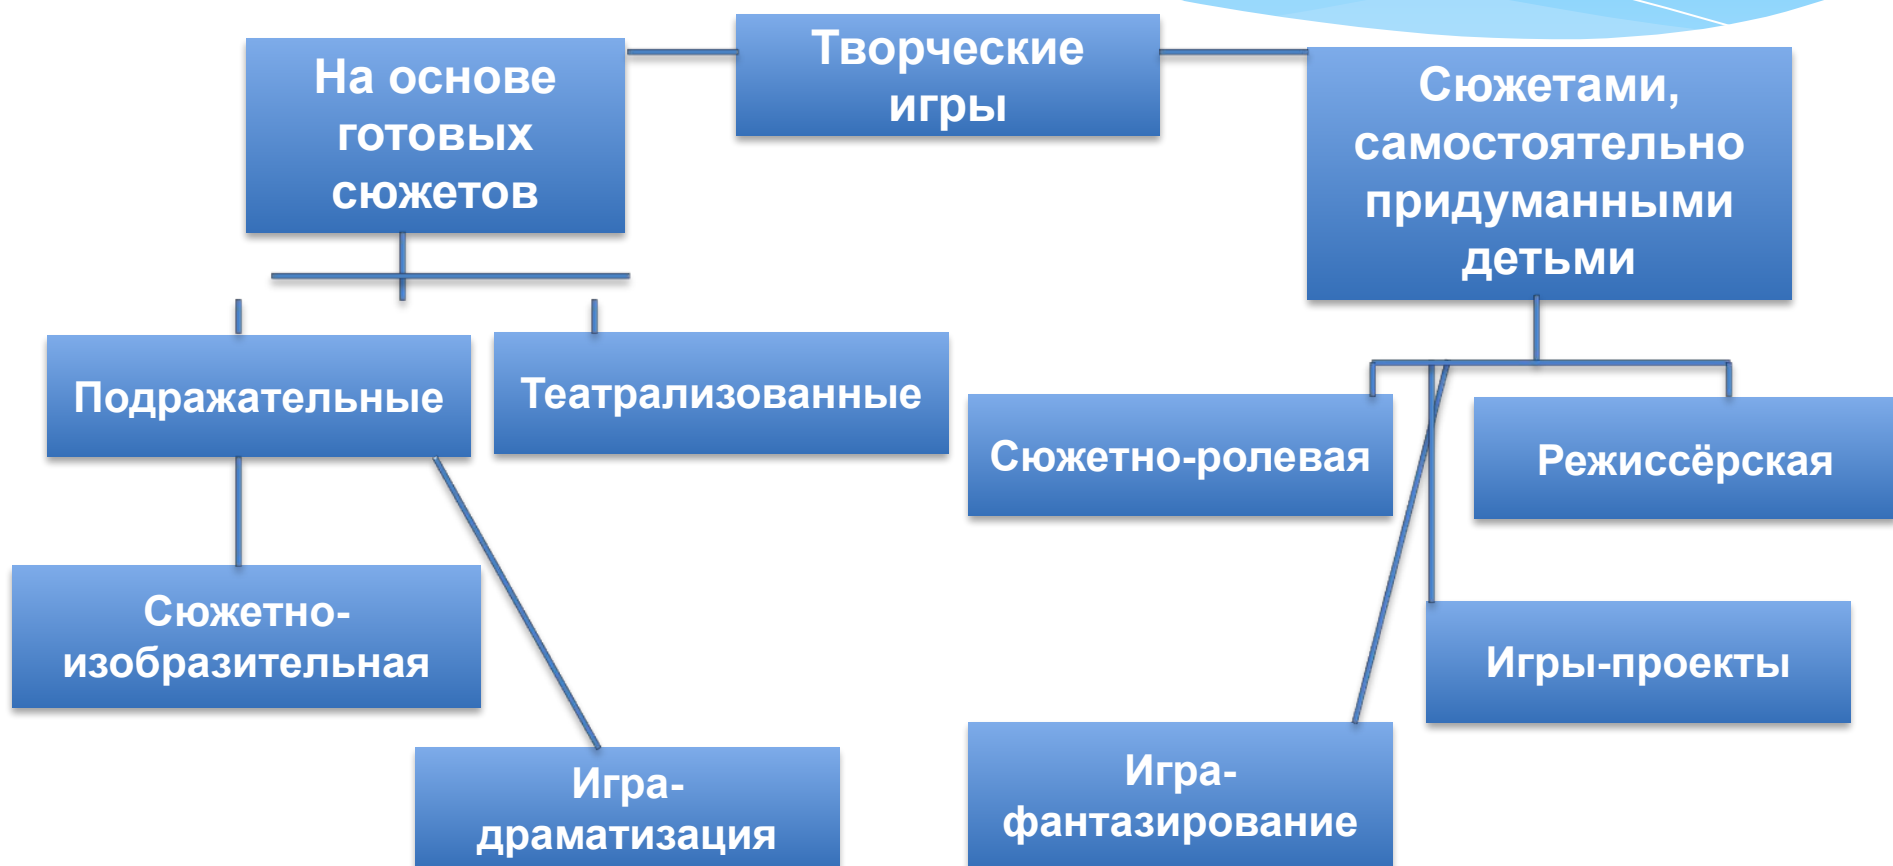 Творческие
игры
На основе
готовых
сюжетов
Сюжетами,
самостоятельно
придуманными
детьми
Подражательные
Театрализованные
Сюжетно-ролевая
Режиссёрская
Сюжетно-
изобразительная
Игры-проекты
Игра-
драматизация
Игра-
фантазирование